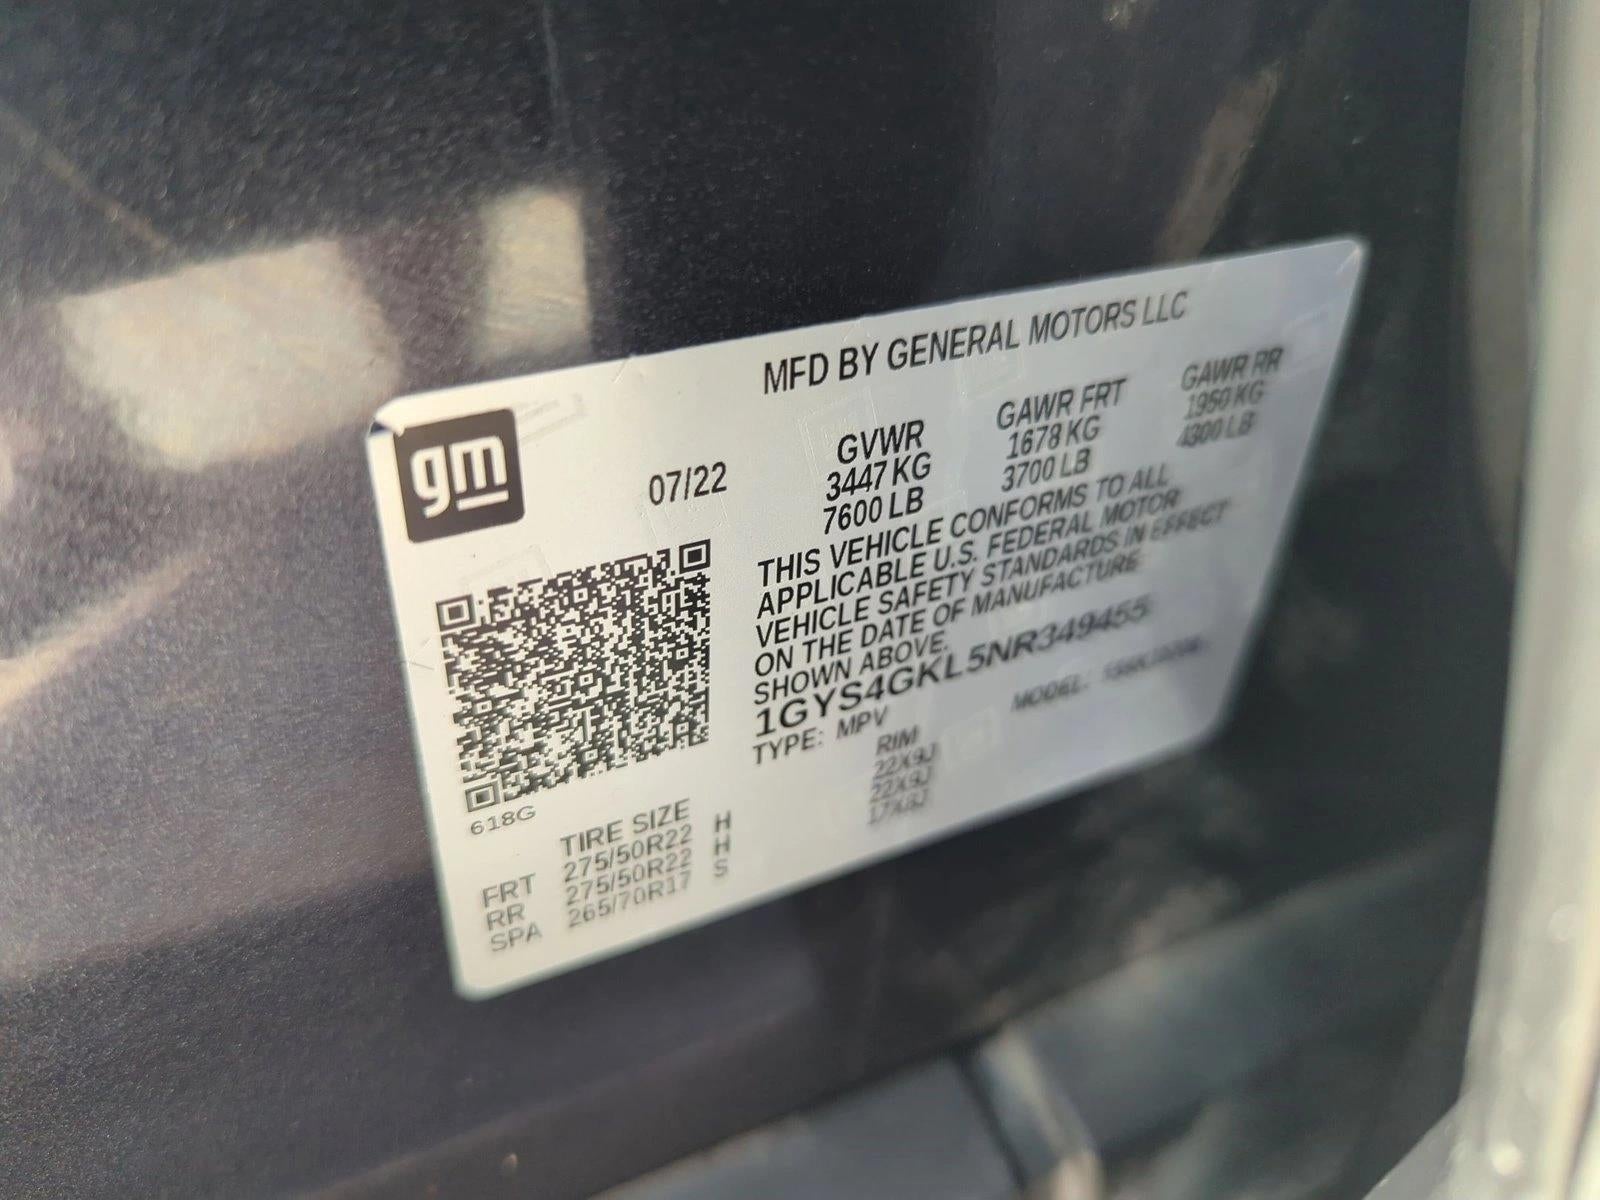 MFD BY GENERAL MOTORS LLC
gm
07/22
GVWR GAWR FRT GAWR RR
3447 KG 1678 KG 1950 KG
7600 LB 3700 LB 4300 LB
THIS VEHICLE CONFORMS TO ALL
APPLICABLE U.S. FEDERAL MOTOR
VEHICLE SAFETY STANDARDS IN EFFECT
ON THE DATE OF MANUFACTURE
SHOWN ABOVE.
1GYS4GKL5NR349455
TYPE: MPV MODEL:
618G
TIRE SIZE RIM
FRT 275/50R22 H 22X9J
RR 275/50R22 H 22X9J
SPA 265/70R17 S 17X8J